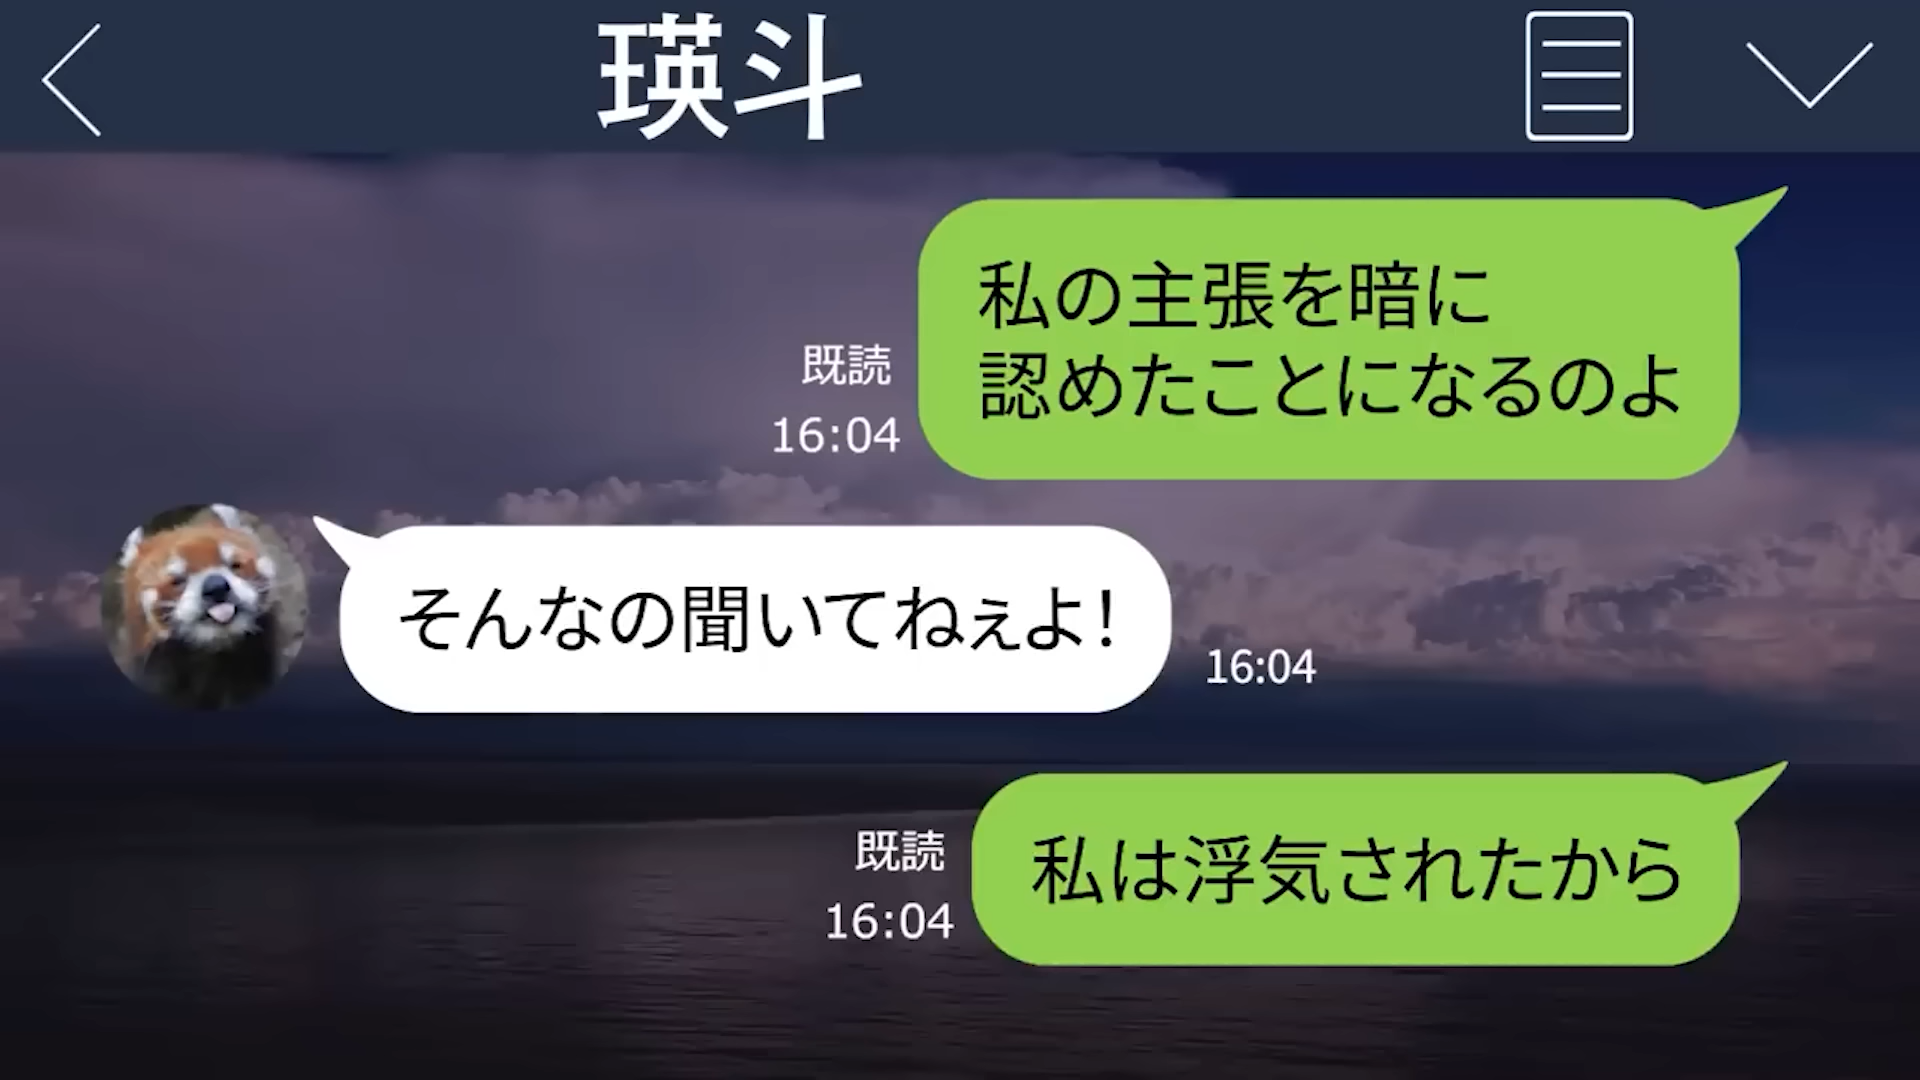 瑛斗
私の主張を暗に
認めたことになるのよ
既読
16:04
そんなの聞いてねぇよ！
16:04
私は浮気されたから
既読
16:04